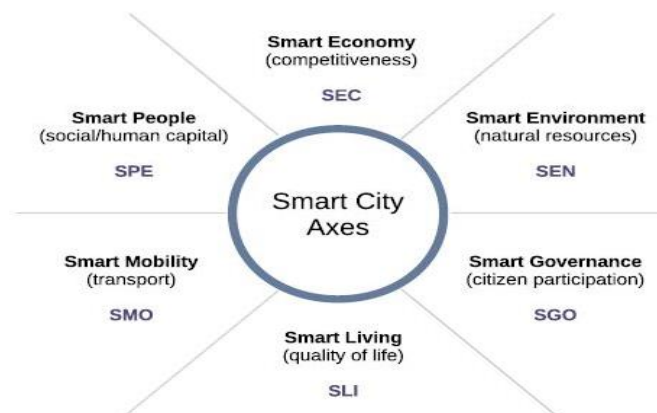 Smart Economy
(competitiveness)
SEC
Smart People
(social/human capital)
SPE
Smart Environment
(natural resources)
SEN
Smart City
Axes
Smart Mobility
(transport)
SMO
Smart Governance
(citizen participation)
SGO
Smart Living
(quality of life)
SLI